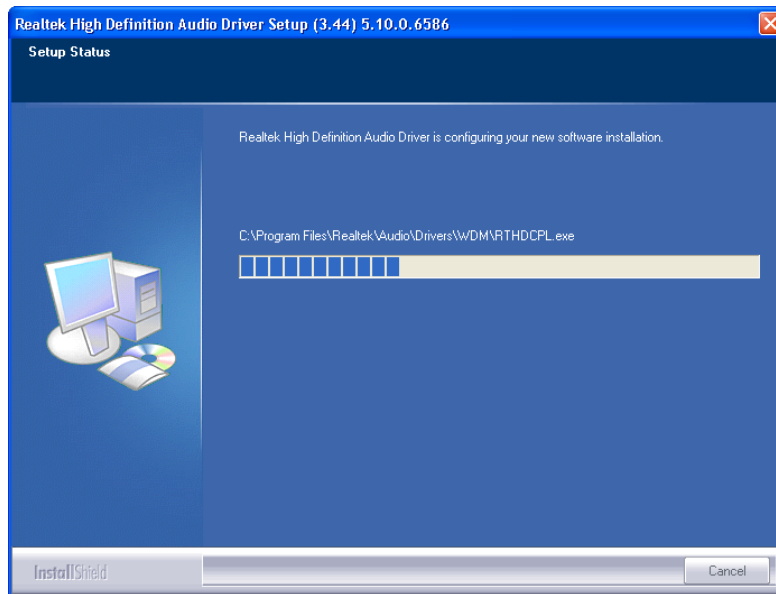 Realtek High Definition Audio Driver Setup (3.44) 5.10.0.6586
Setup Status
Realtek High Definition Audio Driver is configuring your new software installation.
C:\Program Files\Realtek\Audio\Drivers\WDM\RTHDCPL.exe
InstallShield
Cancel